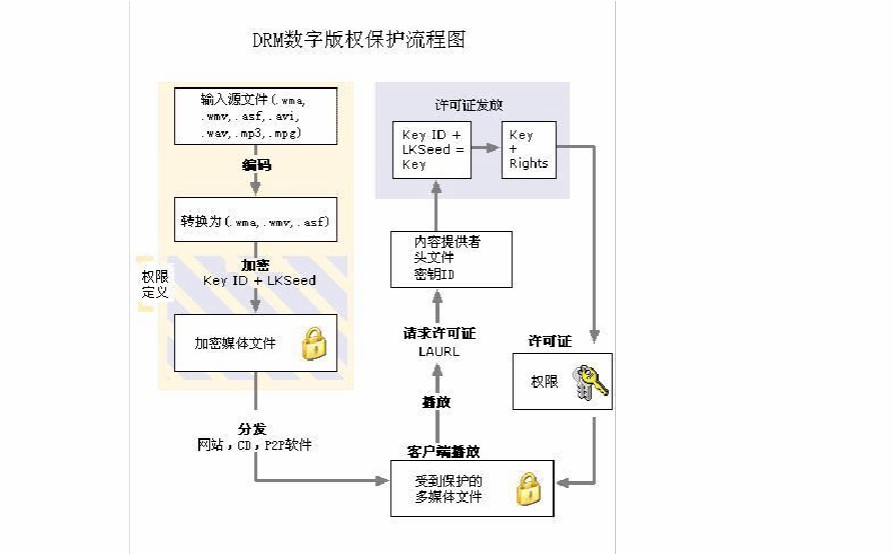 DRM数字版权保护流程图
输入源文件(.wma,
.wmv,.asf,.avi,
.wav,.mp3,.mpg)
编码
转换为(.wma,.wmv,.asf)
加密
Key ID + LKSeed
权限
定义
加密媒体文件
分发
网站,CD,P2P软件
许可证发放
Key ID +
LKSeed =
Key
Key
+
Rights
内容提供者
头文件
密钥ID
请求许可证
LAURL
播放
客户端播放
受到保护的
多媒体文件
许可证
权限